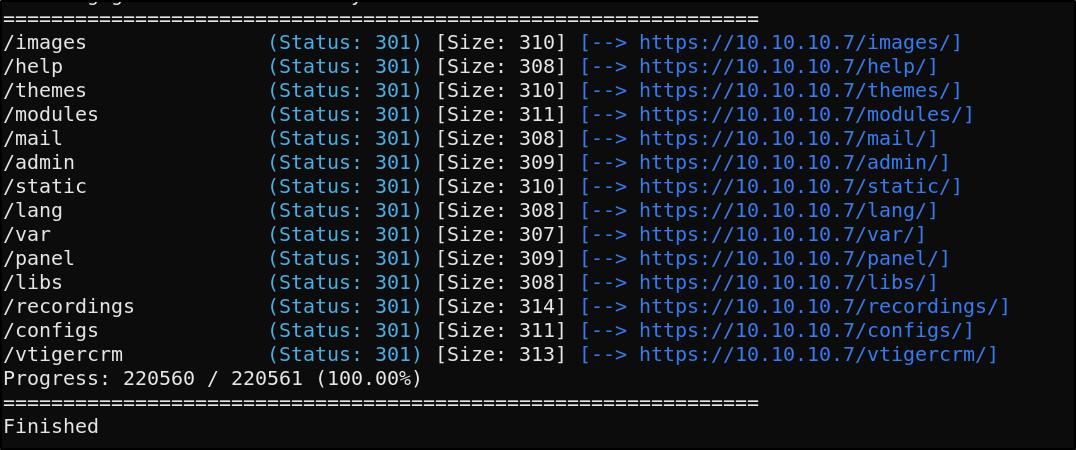 ============================================================
/images (Status: 301) [Size: 310] [--> https://10.10.10.7/images/]
/help (Status: 301) [Size: 308] [--> https://10.10.10.7/help/]
/themes (Status: 301) [Size: 310] [--> https://10.10.10.7/themes/]
/modules (Status: 301) [Size: 311] [--> https://10.10.10.7/modules/]
/mail (Status: 301) [Size: 308] [--> https://10.10.10.7/mail/]
/admin (Status: 301) [Size: 309] [--> https://10.10.10.7/admin/]
/static (Status: 301) [Size: 310] [--> https://10.10.10.7/static/]
/lang (Status: 301) [Size: 308] [--> https://10.10.10.7/lang/]
/var (Status: 301) [Size: 307] [--> https://10.10.10.7/var/]
/panel (Status: 301) [Size: 309] [--> https://10.10.10.7/panel/]
/libs (Status: 301) [Size: 308] [--> https://10.10.10.7/libs/]
/recordings (Status: 301) [Size: 314] [--> https://10.10.10.7/recordings/]
/configs (Status: 301) [Size: 311] [--> https://10.10.10.7/configs/]
/vtigercrm (Status: 301) [Size: 313] [--> https://10.10.10.7/vtigercrm/]
Progress: 220560 / 220561 (100.00%)
============================================================
Finished